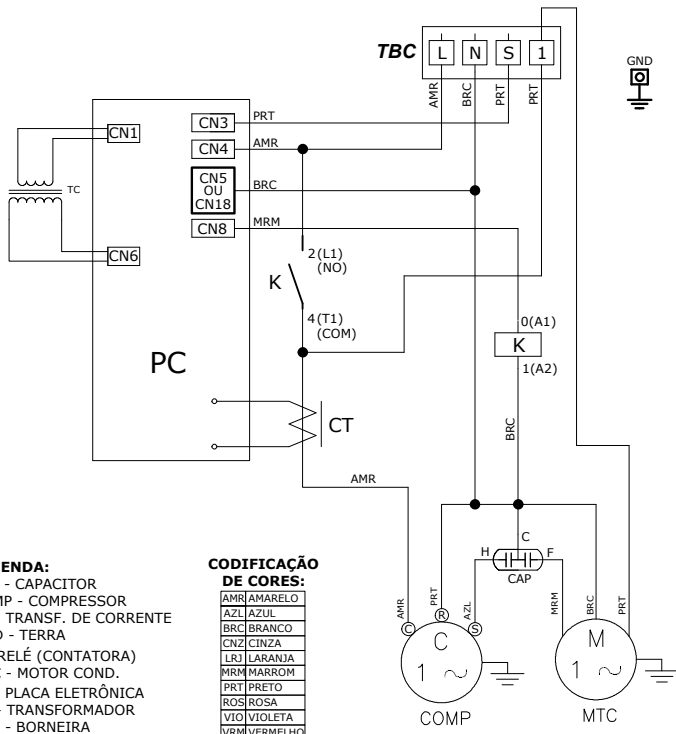 TBC L N S 1
GND
AMR BRC PRT PRT
CN1
CN3 PRT
CN4 AMR
CN5
OU
CN18
BRC
CN8 MRM
TC
CN6
2(L1)
(NO)
K
4(T1)
(COM)
0(A1)
K
1(A2)
PC
CT
BRC
AMR
C
H F
CAP
AMR PRT AZL MRM BRC PRT
C R S
C
1 ~
COMP
M
1 ~
MTC
ENDA:
- CAPACITOR
MP - COMPRESSOR
TRANSF. DE CORRENTE
D - TERRA
RELÉ (CONTATORA)
C - MOTOR COND.
PLACA ELETRÔNICA
- TRANSFORMADOR
- BORNEIRA
CODIFICAÇÃO
DE CORES:
AMR AMARELO
AZL AZUL
BRC BRANCO
CNZ CINZA
LRJ LARANJA
MRM MARROM
PRT PRETO
ROS ROSA
VIO VIOLETA
VRM VERMELHO